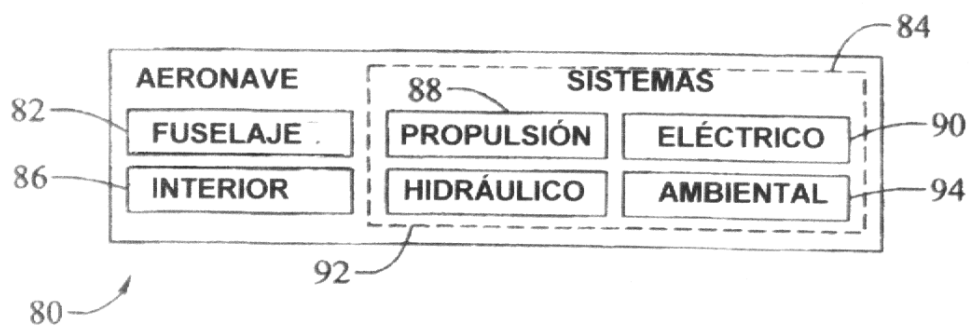 84
AERONAVE
SISTEMAS
88
82
FUSELAJE
PROPULSIÓN
ELÉCTRICO
90
86
INTERIOR
HIDRÁULICO
AMBIENTAL
94
92
80